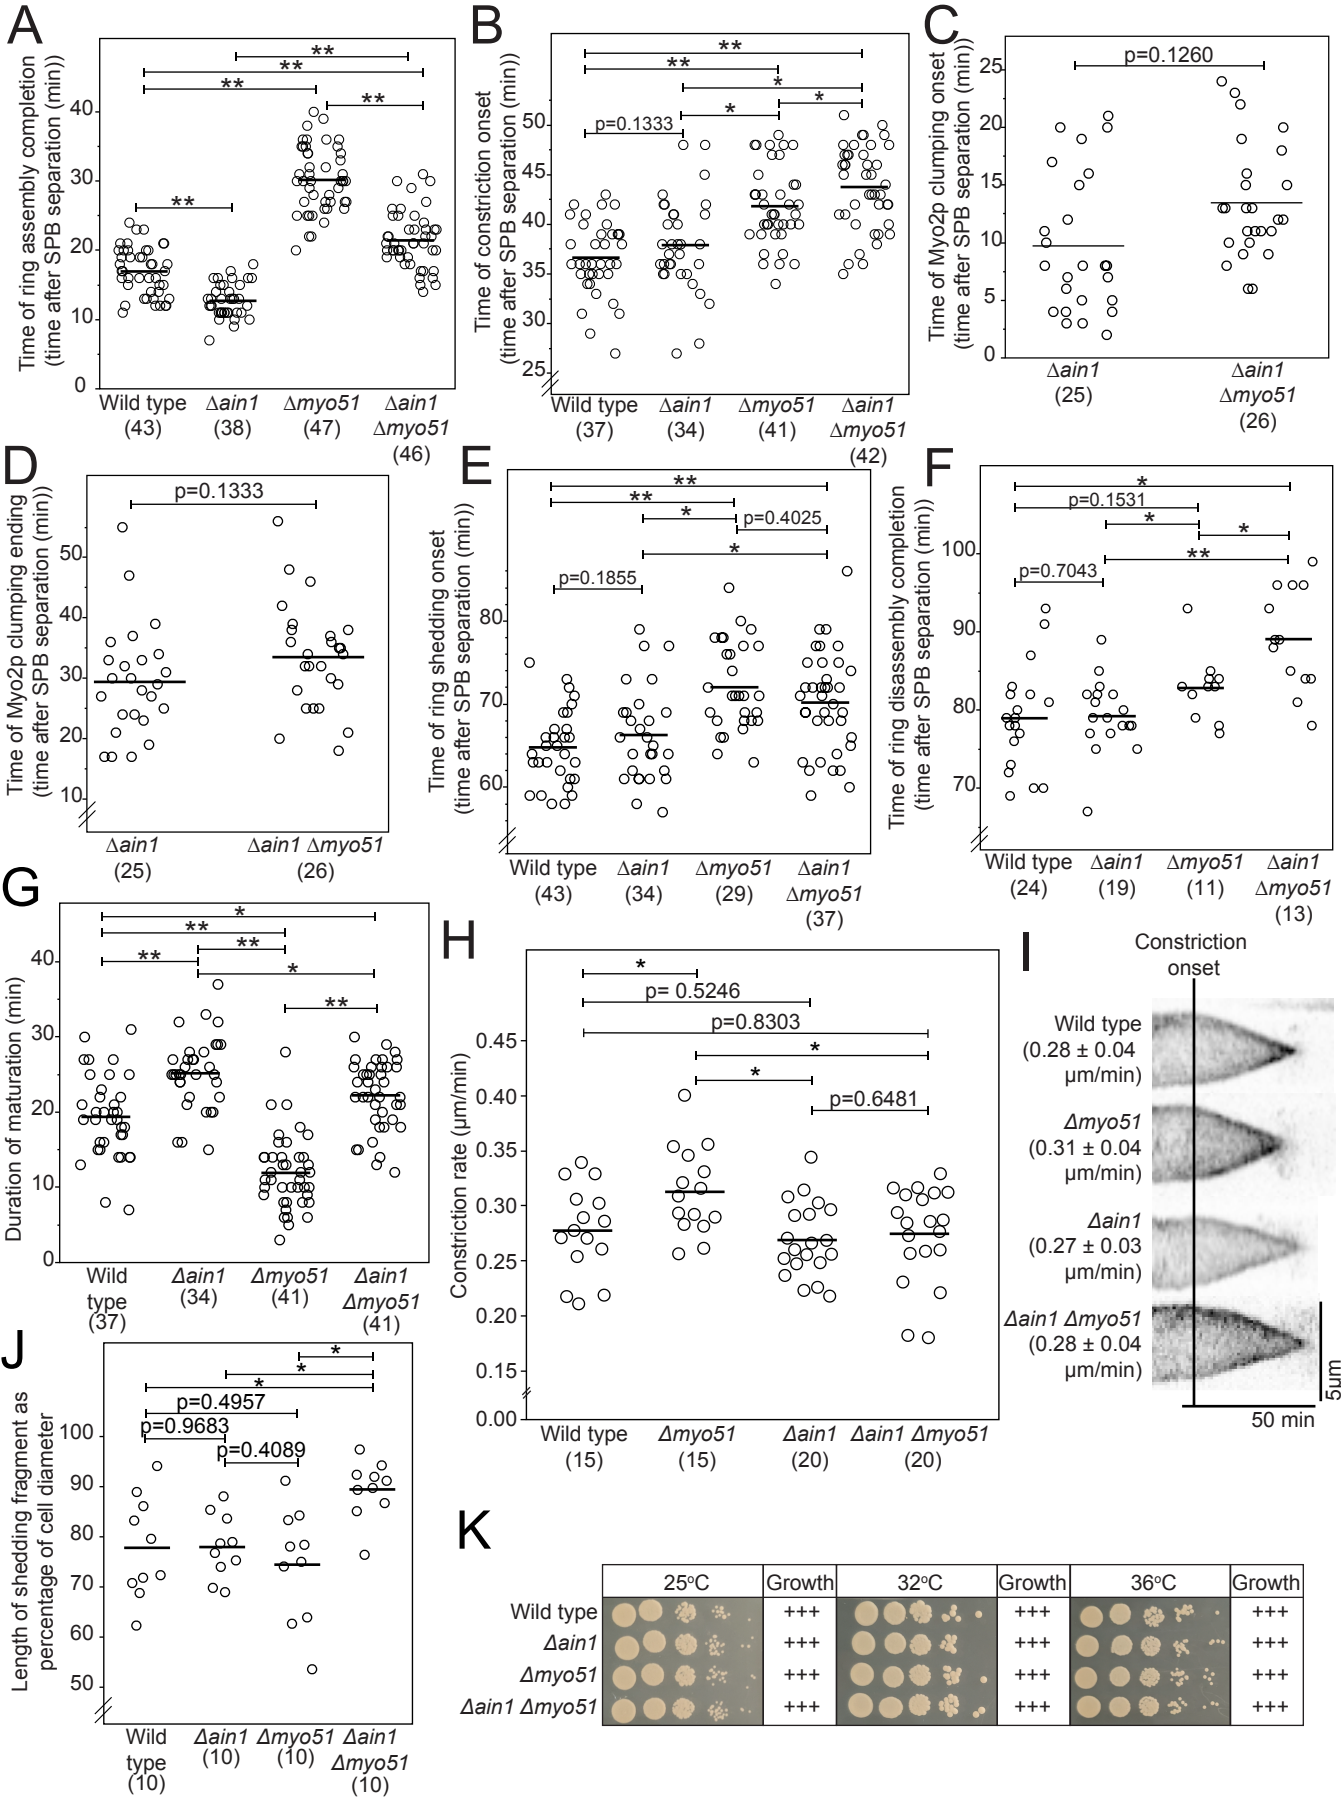 A
Time of ring assembly completion
(time after SPB separation (min))
40
30
20
10
0
**
**
**
**
**
Wild type
(43)
Δain1
(38)
Δmyo51
(47)
Δain1
Δmyo51
(46)
B
Time of constriction onset
(time after SPB separation (min))
50
45
40
35
30
25
**
**
*
*
*
p=0.1333
Wild type
(37)
Δain1
(34)
Δmyo51
(41)
Δain1
Δmyo51
(42)
C
Time of Myo2p clumping onset
(time after SPB separation (min))
25
20
15
10
5
0
p=0.1260
Δain1
(25)
Δain1
Δmyo51
(26)
D
Time of Myo2p clumping ending
(time after SPB separation (min))
50
40
30
20
10
p=0.1333
Δain1
(25)
Δain1 Δmyo51
(26)
E
Time of ring shedding onset
(time after SPB separation (min))
80
70
60
**
**
*
p=0.4025
*
p=0.1855
Wild type
(43)
Δain1
(34)
Δmyo51
(29)
Δain1
Δmyo51
(37)
F
Time of ring disassembly completion
(time after SPB separation (min))
100
90
80
70
*
p=0.1531
*
*
**
p=0.7043
Wild type
(24)
Δain1
(19)
Δmyo51
(11)
Δain1
Δmyo51
(13)
G
Duration of maturation (min)
40
30
20
10
0
*
**
**
**
*
**
Wild
type
(37)
Δain1
(34)
Δmyo51
(41)
Δain1
Δmyo51
(41)
H
Constriction rate (µm/min)
0.45
0.40
0.35
0.30
0.25
0.20
0.15
0.00
*
p= 0.5246
p=0.8303
*
*
p=0.6481
Wild type
(15)
Δmyo51
(15)
Δain1
(20)
Δain1 Δmyo51
(20)
I
Constriction
onset
Wild type
(0.28 ± 0.04
µm/min)
Δmyo51
(0.31 ± 0.04
µm/min)
Δain1
(0.27 ± 0.03
µm/min)
Δain1 Δmyo51
(0.28 ± 0.04
µm/min)
5µm
50 min
J
Length of shedding fragment as
percentage of cell diameter
100
90
80
70
60
50
*
*
*
p=0.4957
p=0.9683
p=0.4089
Wild
type
(10)
Δain1
(10)
Δmyo51
(10)
Δain1
Δmyo51
(10)
K
25°C Growth 32°C Growth 36°C Growth
Wild type +++ +++ +++
Δain1 +++ +++ +++
Δmyo51 +++ +++ +++
Δain1 Δmyo51 +++ +++ +++